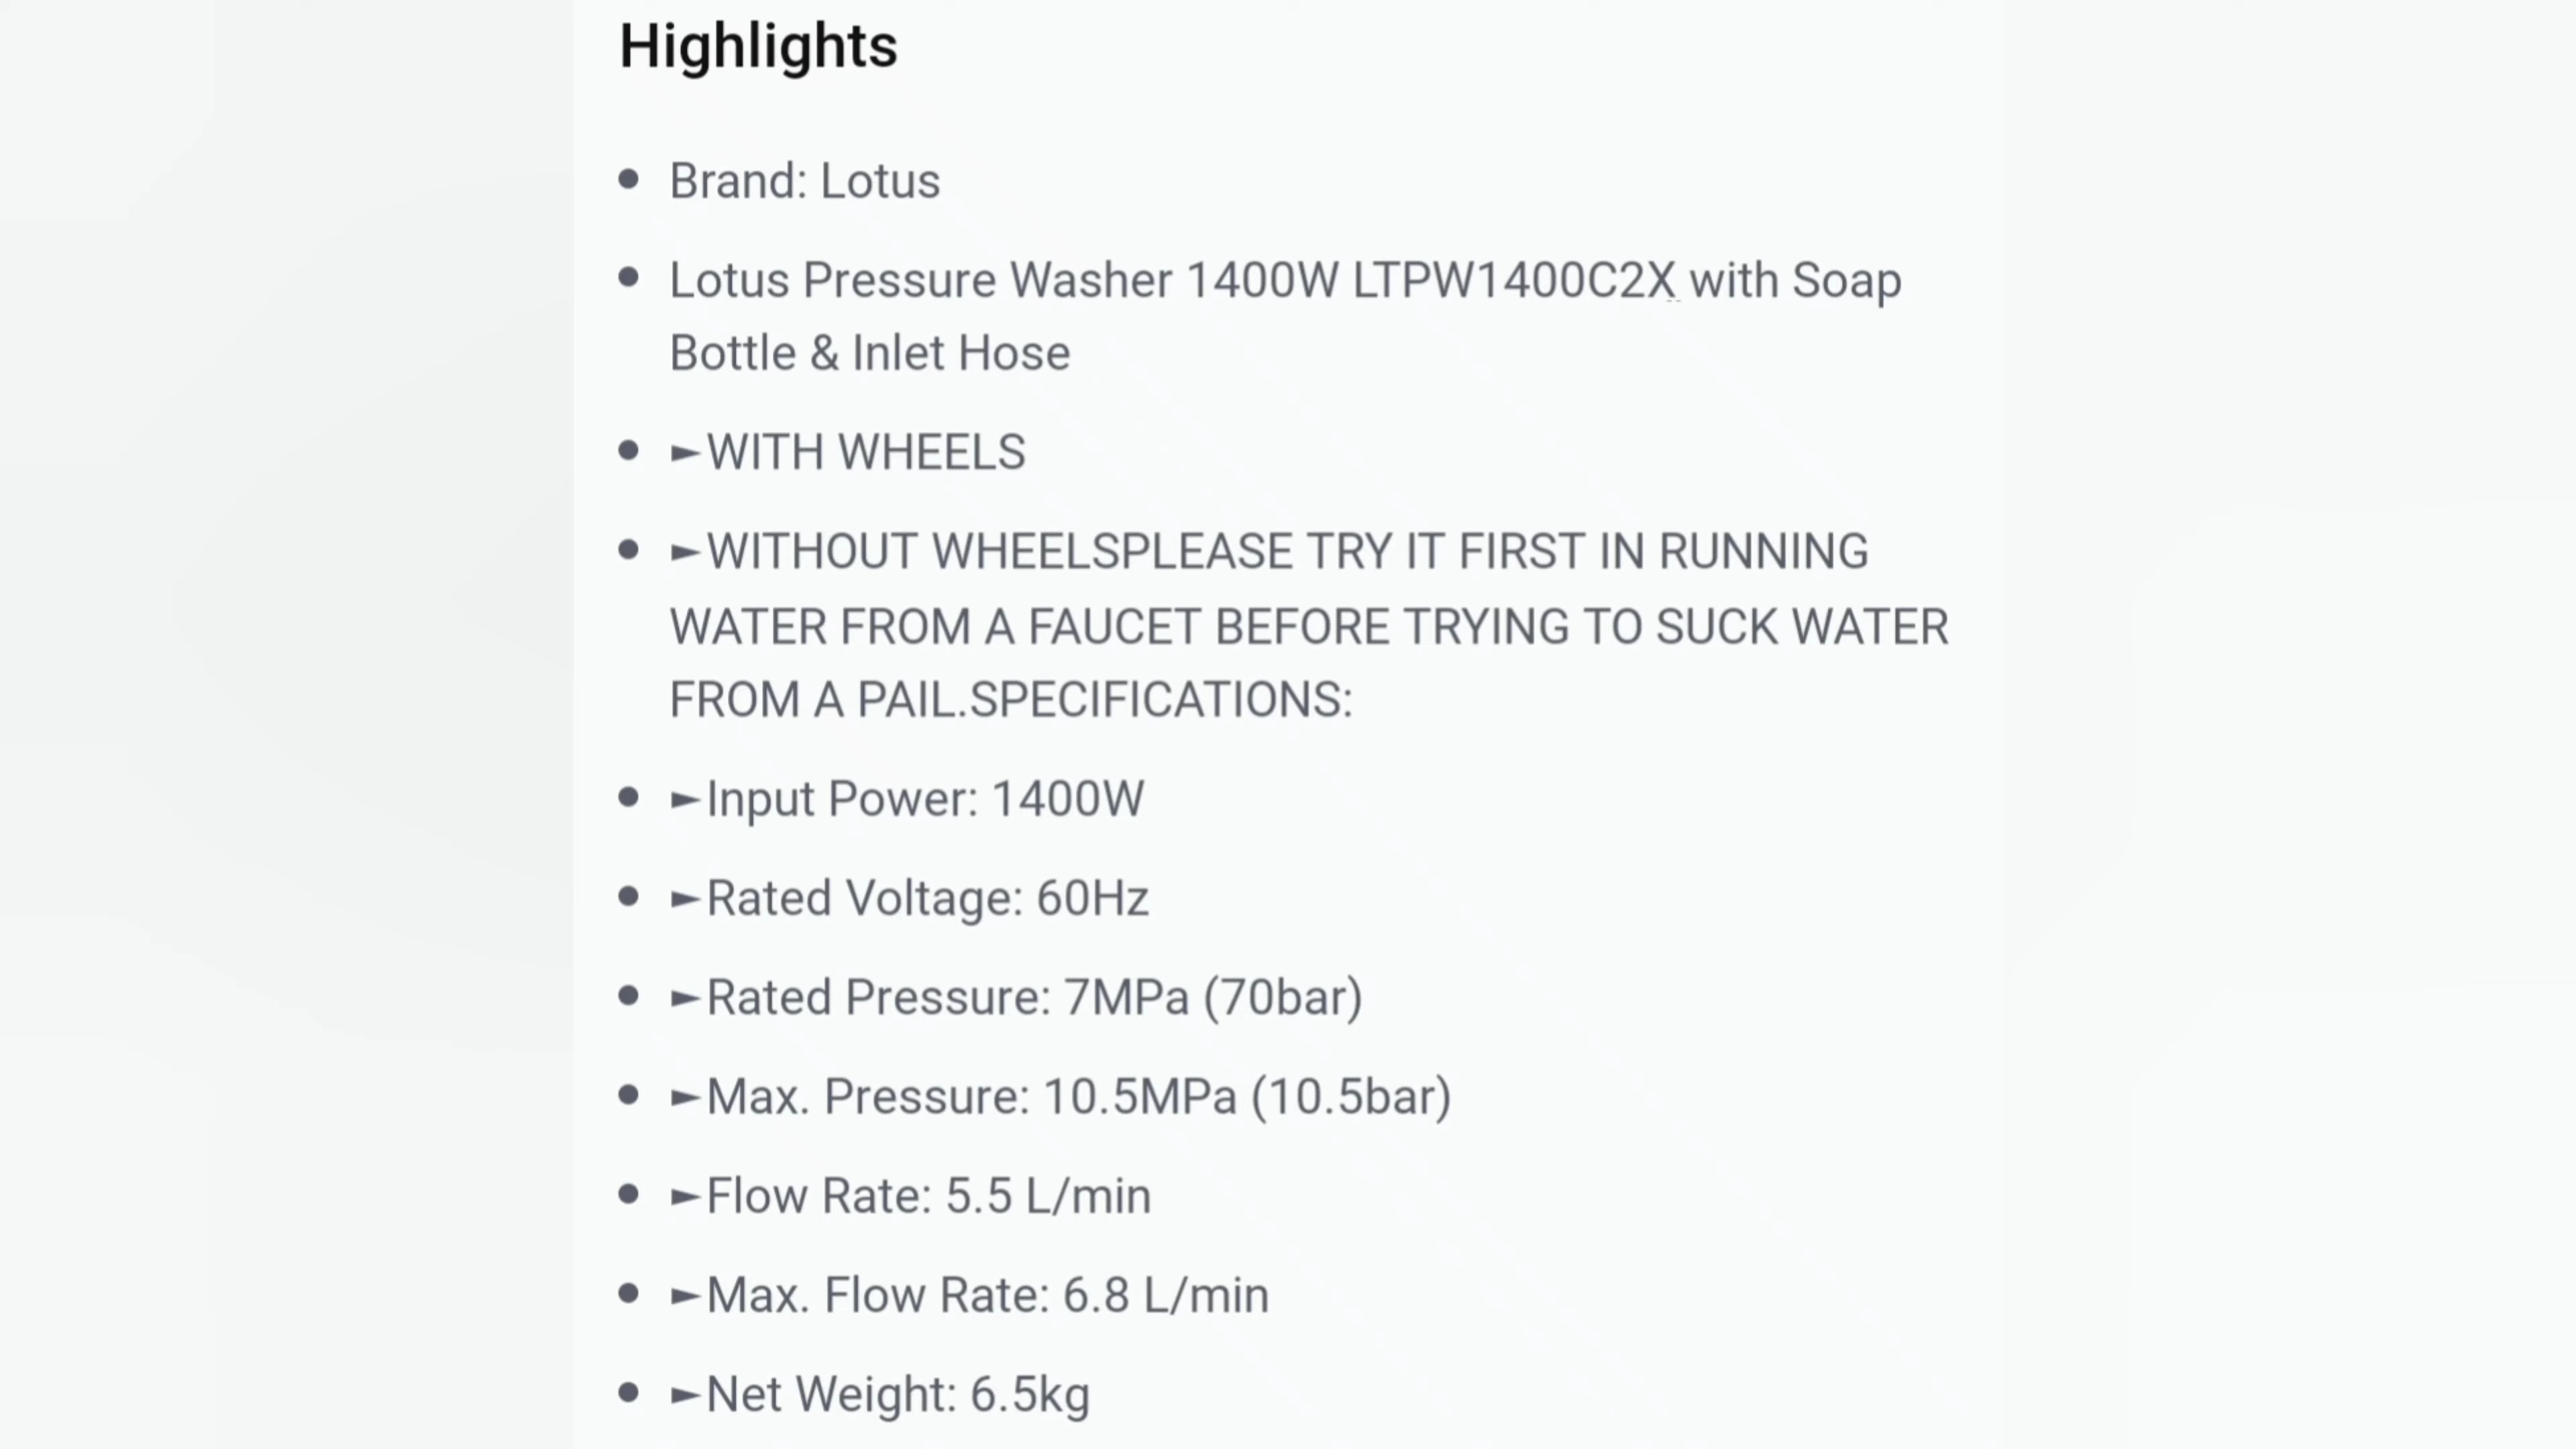 Highlights
Brand: Lotus
Lotus Pressure Washer 1400W LTPW1400C2X with Soap
Bottle & Inlet Hose
►WITH WHEELS
►WITHOUT WHEELSPLEASE TRY IT FIRST IN RUNNING
WATER FROM A FAUCET BEFORE TRYING TO SUCK WATER
FROM A PAIL.SPECIFICATIONS:
►Input Power: 1400W
►Rated Voltage: 60Hz
►Rated Pressure: 7MPa (70bar)
►Max. Pressure: 10.5MPa (10.5bar)
►Flow Rate: 5.5 L/min
►Max. Flow Rate: 6.8 L/min
►Net Weight: 6.5kg